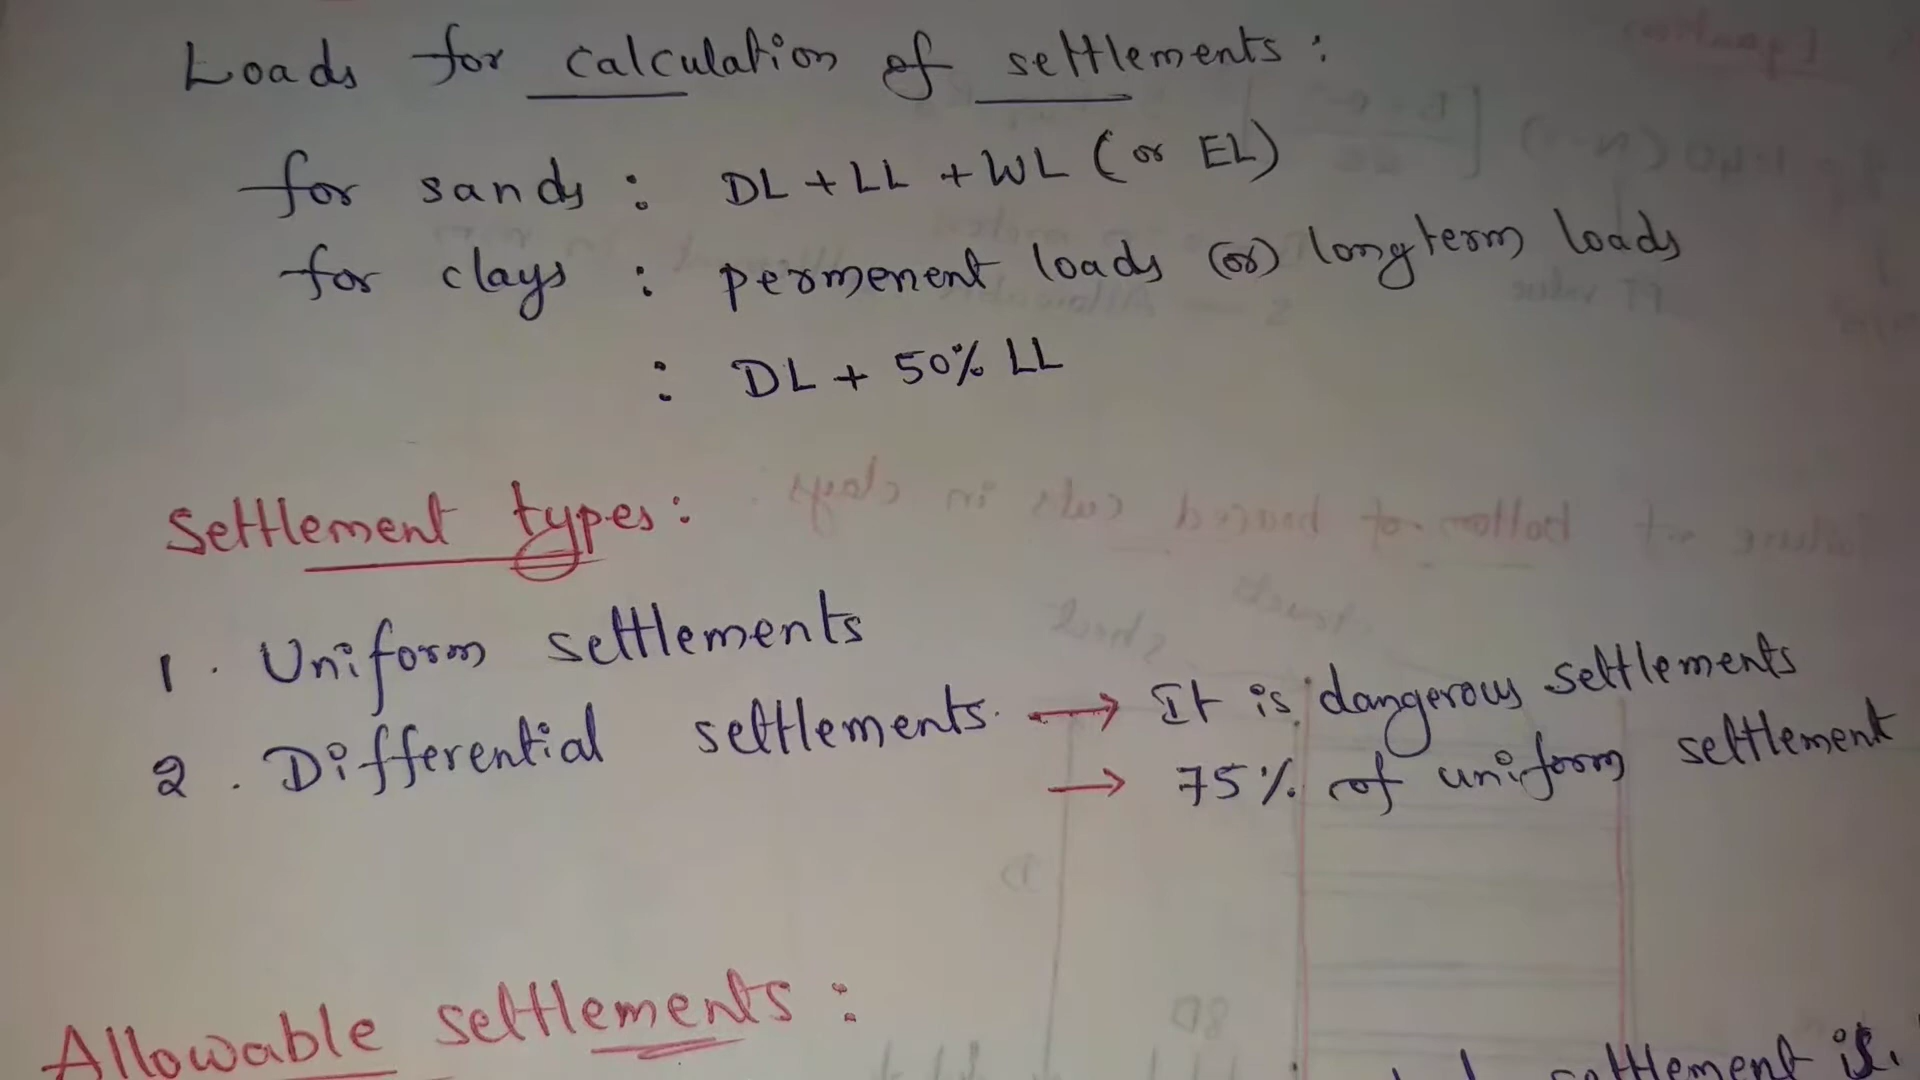 Loads for calculation of settlements :
for sands : DL + LL + WL ( or EL)
for clays : permenent loads (or) longterm loads
: DL + 50% LL
Settlement types :
1 . Uniform settlements
2 . Differential settlements. → It is dangerous settlements
→ 75% of uniform settlement
Allowable settlements :
settlement is